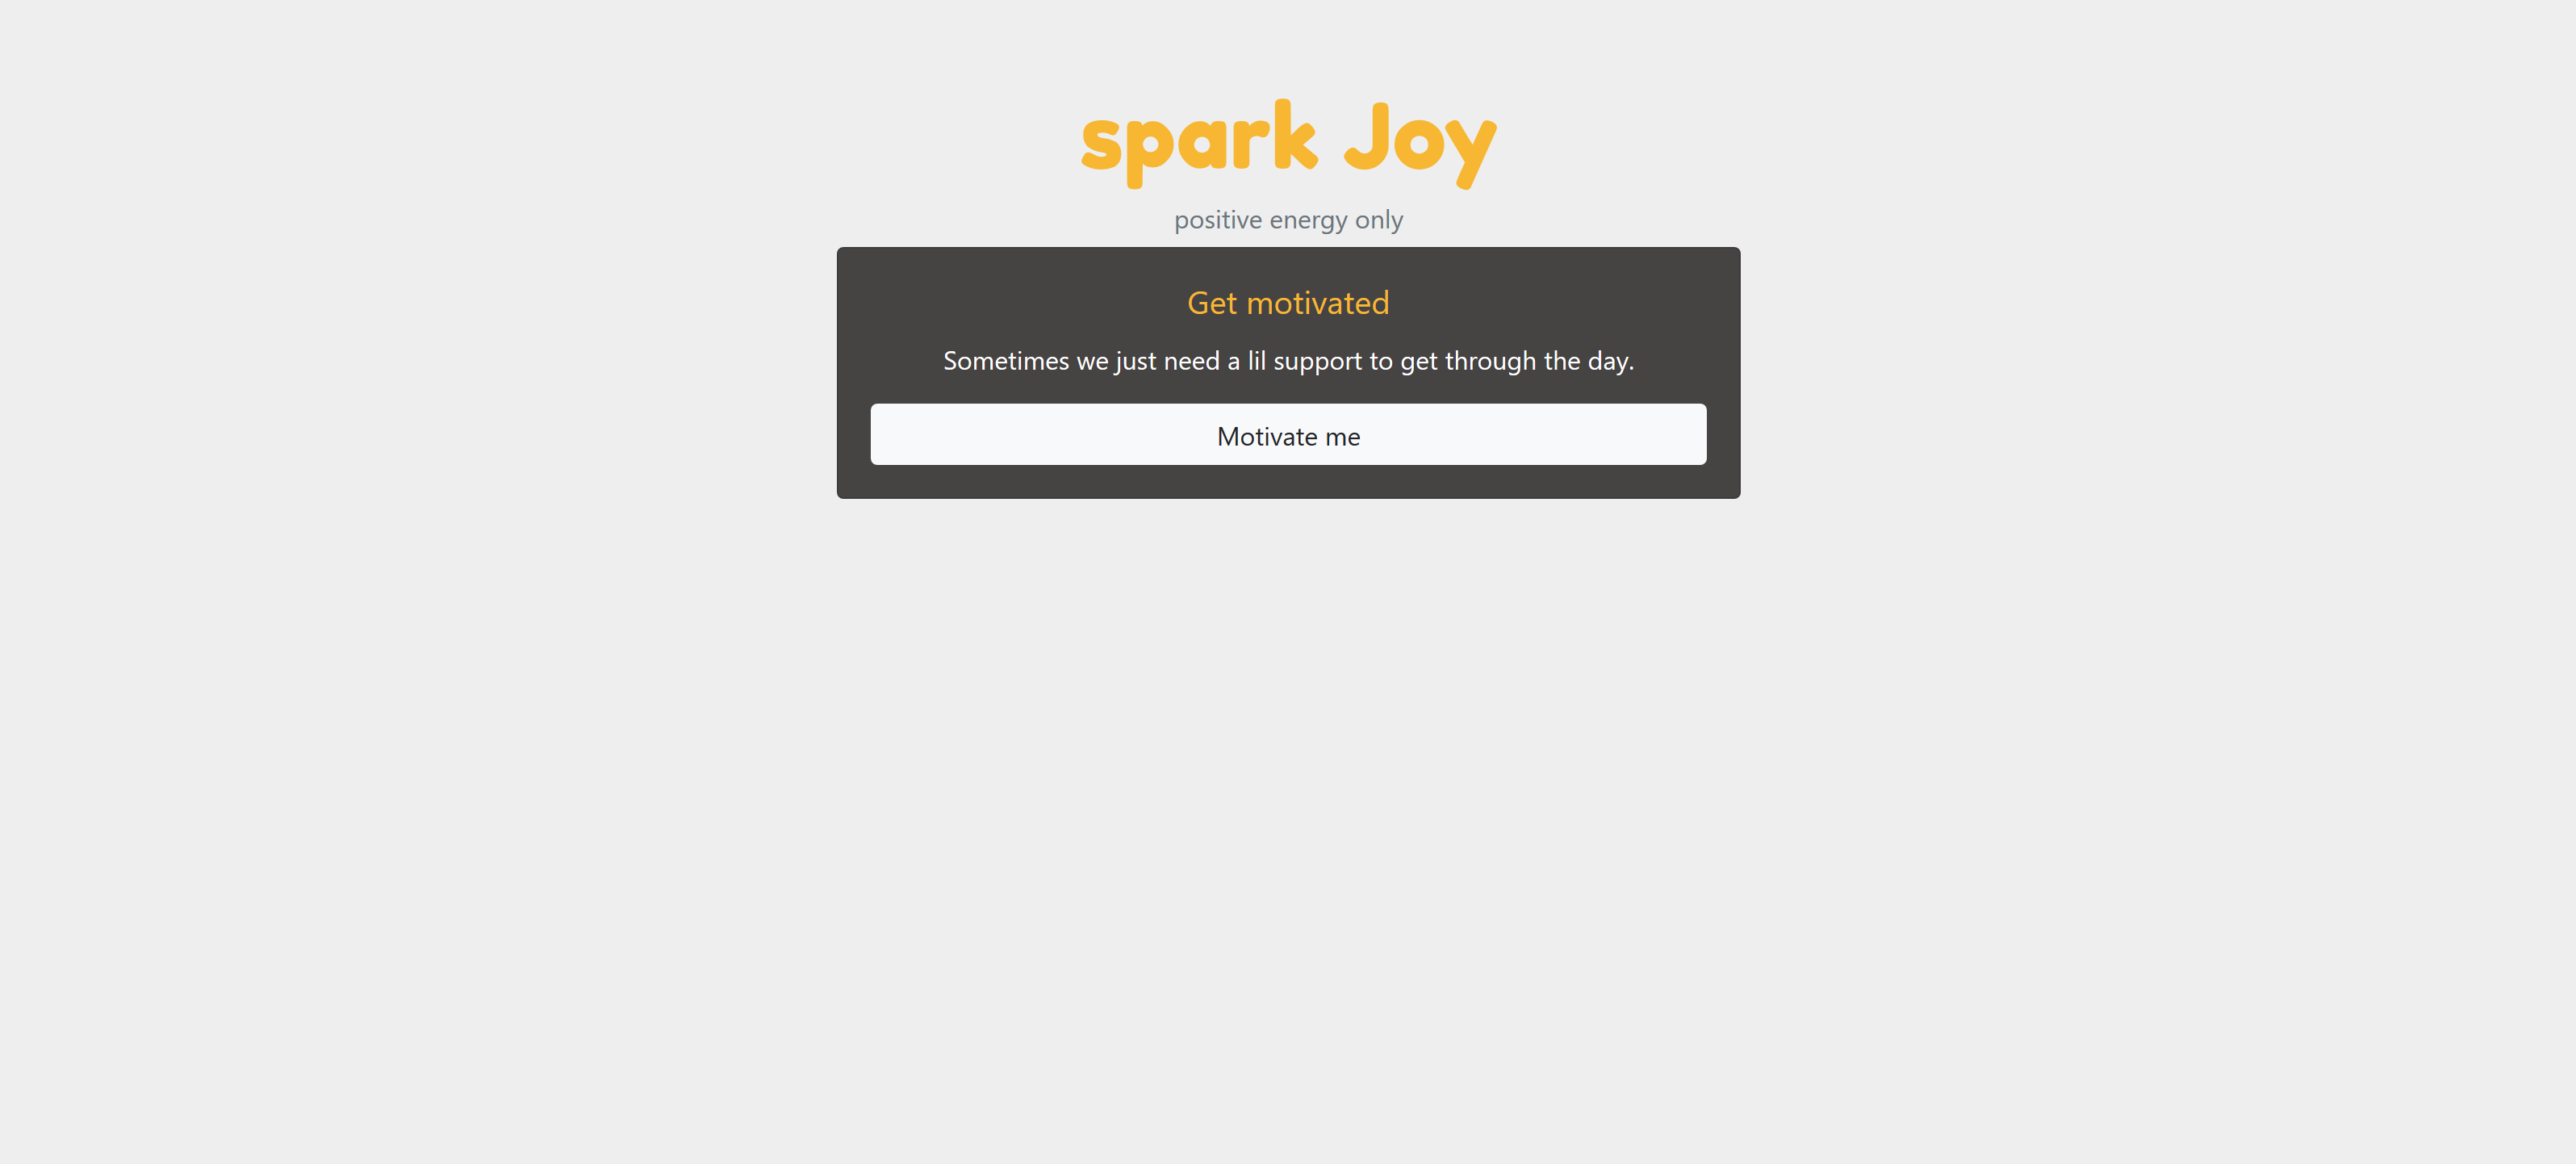 spark Joy
positive energy only
Get motivated
Sometimes we just need a lil support to get through the day.
Motivate me